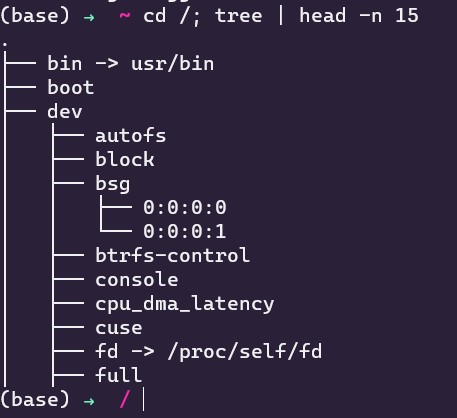 (base) → ~ cd /; tree | head -n 15
.
├── bin -> usr/bin
├── boot
├── dev
│   ├── autofs
│   ├── block
│   ├── bsg
│   │   ├── 0:0:0:0
│   │   └── 0:0:0:1
│   ├── btrfs-control
│   ├── console
│   ├── cpu_dma_latency
│   ├── cuse
│   ├── fd -> /proc/self/fd
│   ├── full
(base) → /